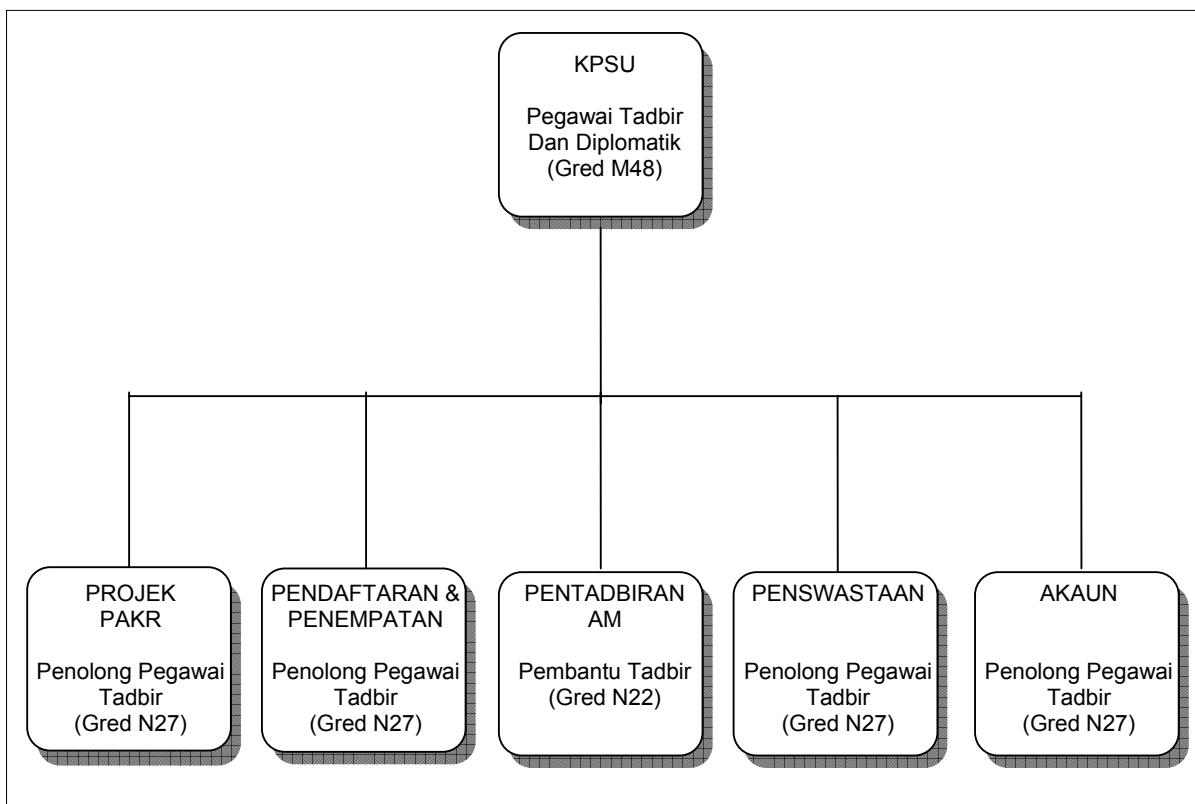 KPSU
Pegawai Tadbir
Dan Diplomatik
(Gred M48)
PROJEK
PAKR
Penolong Pegawai
Tadbir
(Gred N27)
PENDAFTARAN &
PENEMPATAN
Penolong Pegawai
Tadbir
(Gred N27)
PENTADBIRAN
AM
Pembantu Tadbir
(Gred N22)
PENSWASTAAN
Penolong Pegawai
Tadbir
(Gred N27)
AKAUN
Penolong Pegawai
Tadbir
(Gred N27)